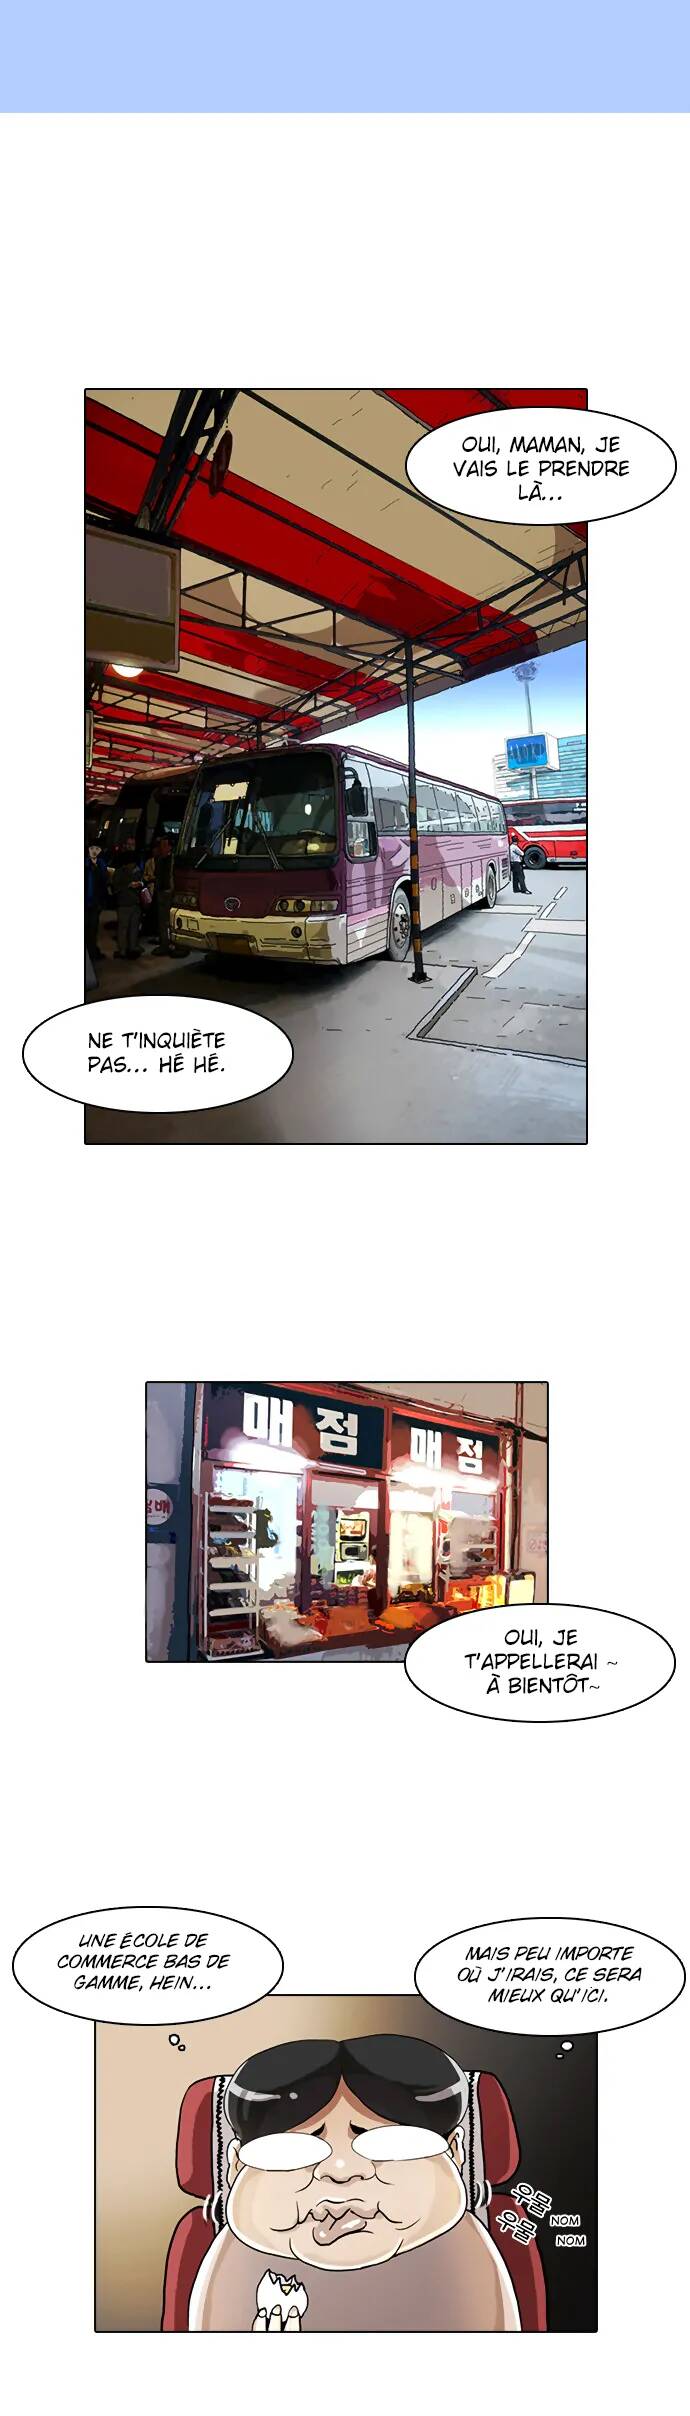 OUI, MAMAN, JE
VAIS LE PRENDRE
LÀ...
NE T'INQUIÈTE
PAS... HÉ HÉ.
매점 매점
OUI, JE
T'APPELLERAI ~
À BIENTÔT~
UNE ÉCOLE DE
COMMERCE BAS DE
GAMME, HEIN...
MAIS PEU IMPORTE
OÙ J'IRAIS, CE SERA
MIEUX QU'ICI.
우물
NOM
우물
NOM